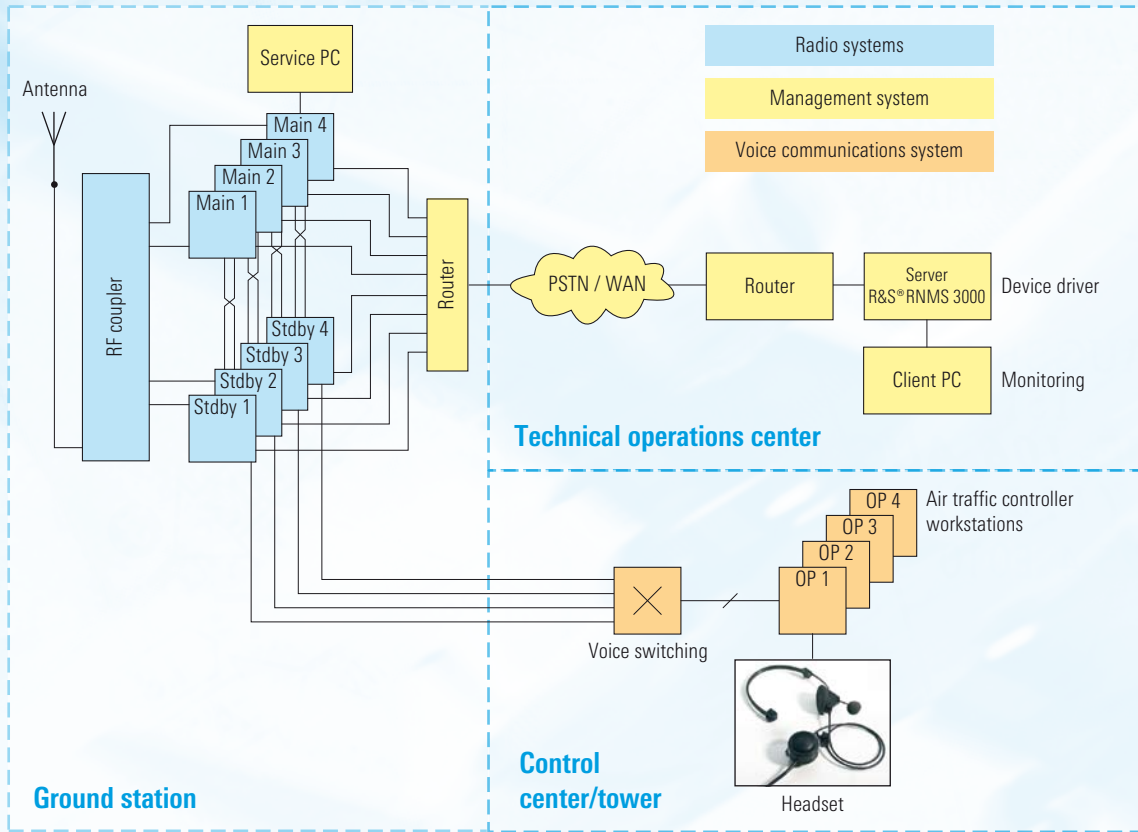 Antenna
Service PC
Main 4
Main 3
Main 2
Main 1
RF coupler
Stdby 4
Stdby 3
Stdby 2
Stdby 1
Router
Ground station
Radio systems
Management system
Voice communications system
PSTN / WAN
Router
Server
R&S®RNMS 3000
Device driver
Client PC
Monitoring
Technical operations center
OP 4
OP 3
OP 2
OP 1
Air traffic controller
workstations
Voice switching
Headset
Control
center/tower